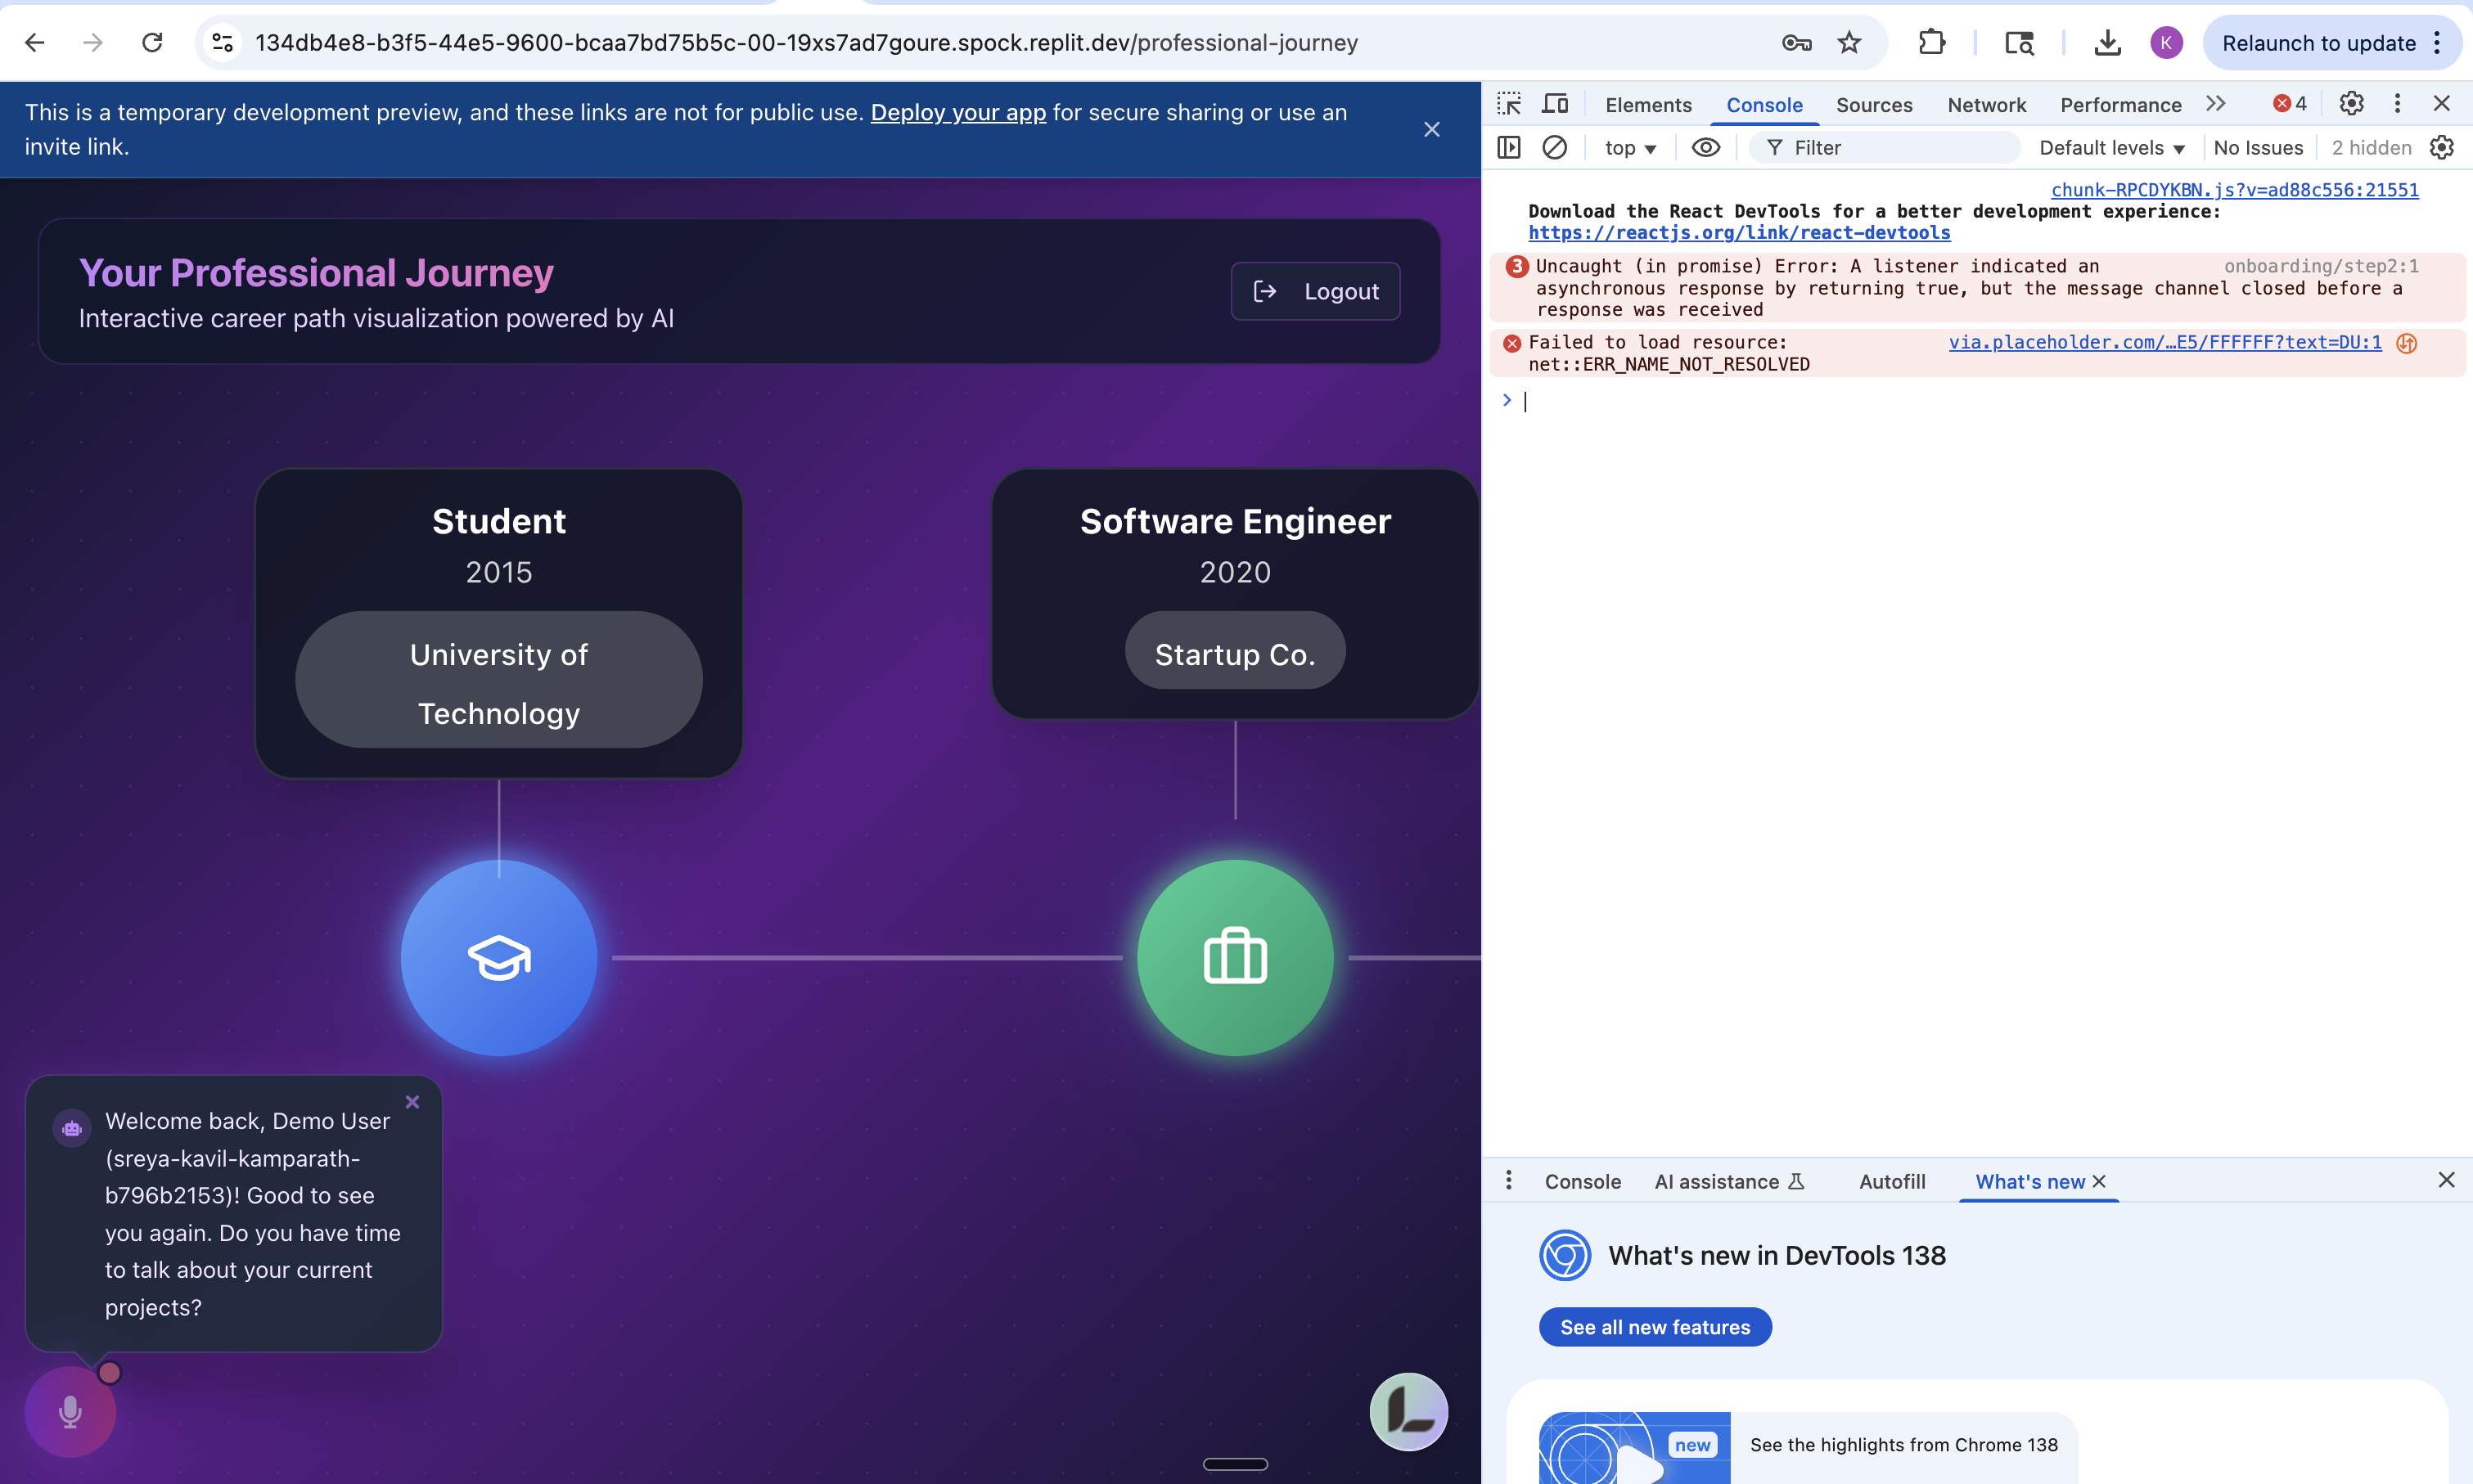 134db4e8-b3f5-44e5-9600-bcaa7bd75b5c-00-19xs7ad7goure.spock.replit.dev/professional-journey
K
Relaunch to update
This is a temporary development preview, and these links are not for public use. Deploy your app for secure sharing or use an
invite link.
Your Professional Journey
Interactive career path visualization powered by AI
Logout
Student
2015
University of
Technology
Software Engineer
2020
Startup Co.
Welcome back, Demo User
(sreya-kavil-kamparath-
b796b2153)! Good to see
you again. Do you have time
to talk about your current
projects?
Elements Console Sources Network Performance 4
top Filter Default levels No Issues 2 hidden
chunk-RPCDYKBN.js?v=ad88c556:21551
Download the React DevTools for a better development experience:
https://reactjs.org/link/react-devtools
3 Uncaught (in promise) Error: A listener indicated an onboarding/step2:1
asynchronous response by returning true, but the message channel closed before a
response was received
Failed to load resource: via.placeholder.com/…E5/FFFFFF?text=DU:1
net::ERR_NAME_NOT_RESOLVED
Console AI assistance Autofill What's new
What's new in DevTools 138
See all new features
new
See the highlights from Chrome 138